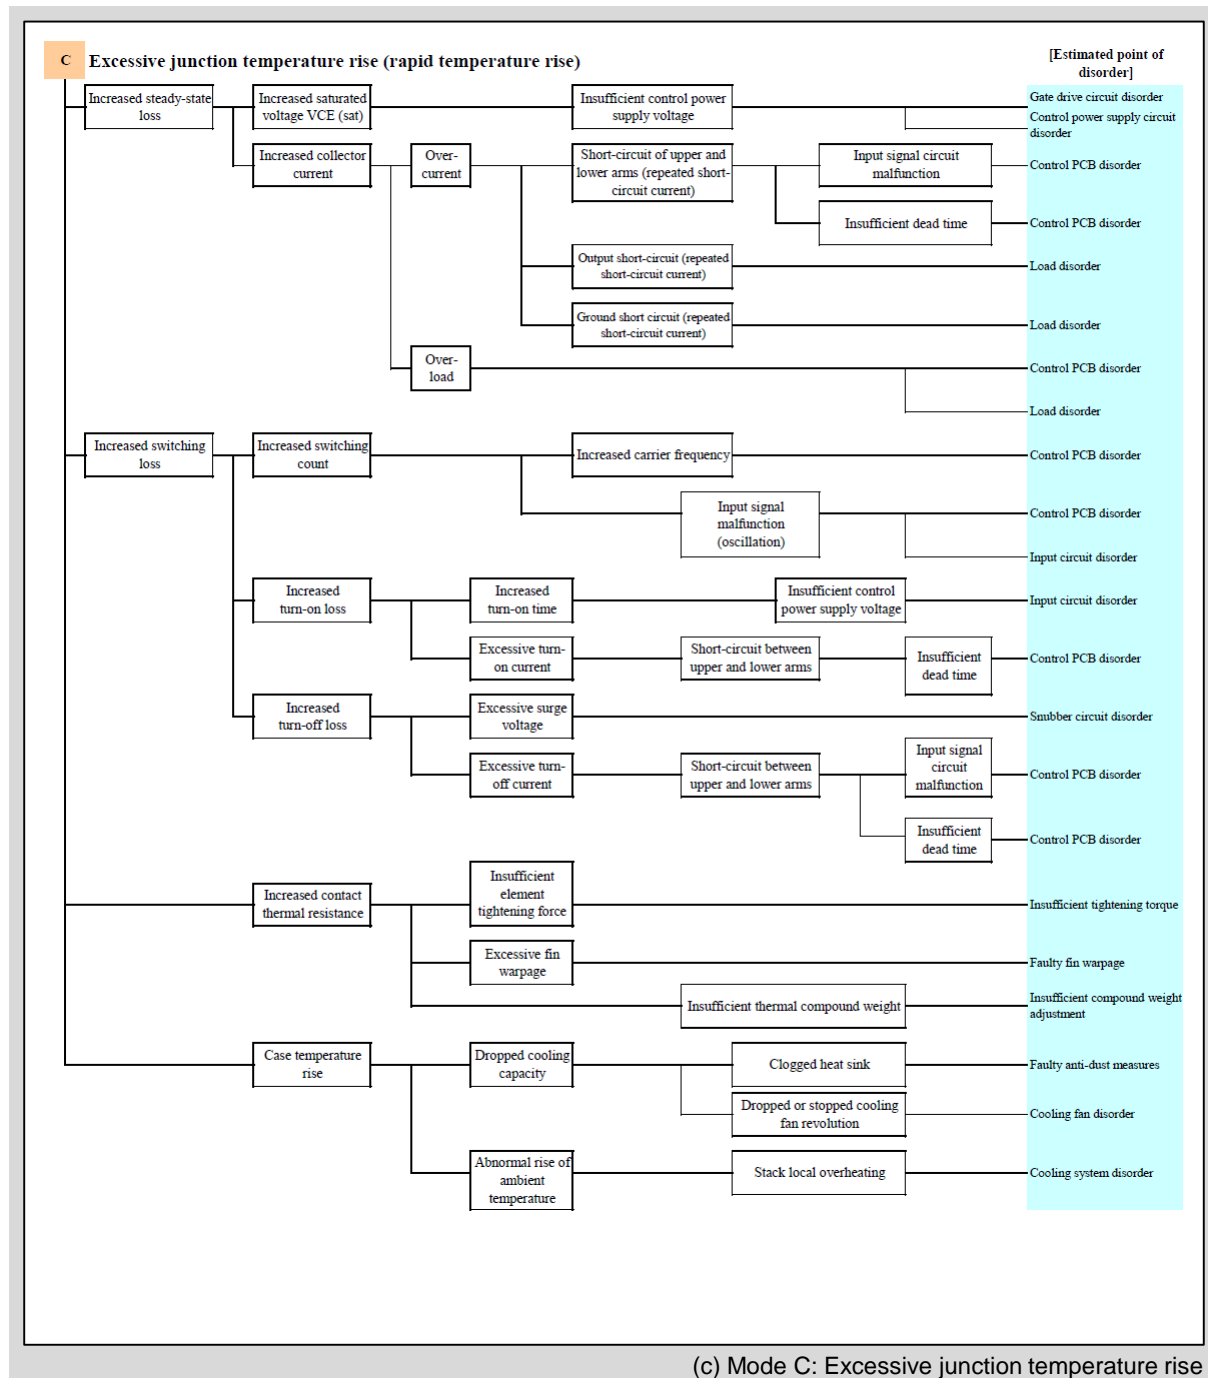 C
Excessive junction temperature rise (rapid temperature rise)
[Estimated point of
disorder]
Increased steady-state
loss
Increased saturated
voltage VCE (sat)
Insufficient control power
supply voltage
Gate drive circuit disorder
Control power supply circuit
disorder
Increased collector
current
Over-
current
Short-circuit of upper and
lower arms (repeated short-
circuit current)
Input signal circuit
malfunction
Control PCB disorder
Insufficient dead time
Control PCB disorder
Output short-circuit (repeated
short-circuit current)
Load disorder
Ground short circuit (repeated
short-circuit current)
Load disorder
Over-
load
Control PCB disorder
Load disorder
Increased switching
loss
Increased switching
count
Increased carrier frequency
Control PCB disorder
Input signal
malfunction
(oscillation)
Control PCB disorder
Input circuit disorder
Increased
turn-on loss
Increased
turn-on time
Insufficient control
power supply voltage
Input circuit disorder
Excessive turn-
on current
Short-circuit between
upper and lower arms
Insufficient
dead time
Control PCB disorder
Increased
turn-off loss
Excessive surge
voltage
Snubber circuit disorder
Excessive turn-
off current
Short-circuit between
upper and lower arms
Input signal
circuit
malfunction
Control PCB disorder
Insufficient
dead time
Control PCB disorder
Increased contact
thermal resistance
Insufficient
element
tightening force
Insufficient tightening torque
Excessive fin
warpage
Faulty fin warpage
Insufficient thermal compound weight
Insufficient compound weight
adjustment
Case temperature
rise
Dropped cooling
capacity
Clogged heat sink
Faulty anti-dust measures
Dropped or stopped cooling
fan revolution
Cooling fan disorder
Abnormal rise of
ambient
temperature
Stack local overheating
Cooling system disorder
(c) Mode C: Excessive junction temperature rise